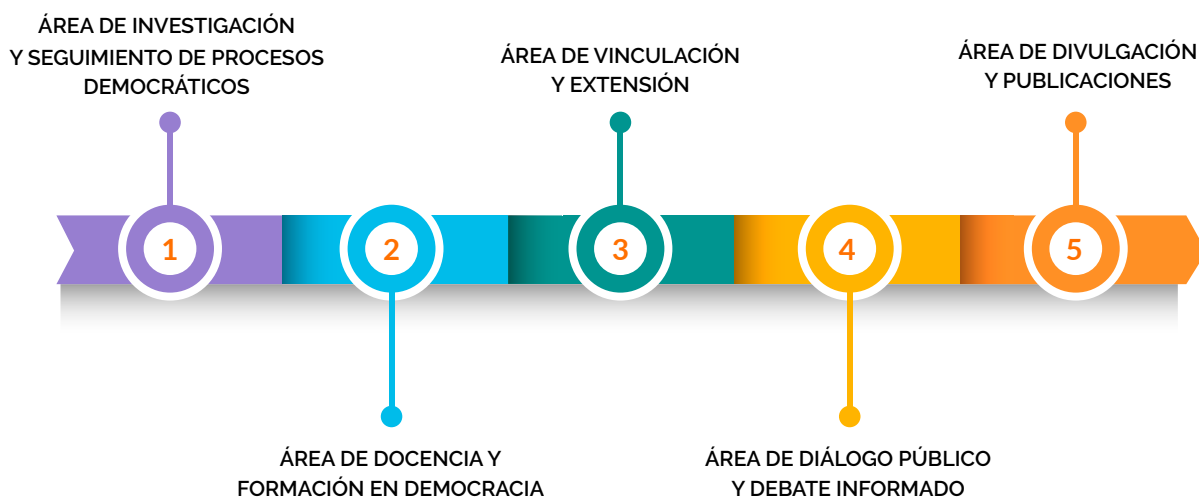 ÁREA DE INVESTIGACIÓN
Y SEGUIMIENTO DE PROCESOS
DEMOCRÁTICOS
ÁREA DE VINCULACIÓN
Y EXTENSIÓN
ÁREA DE DIVULGACIÓN
Y PUBLICACIONES
1
2
3
4
5
ÁREA DE DOCENCIA Y
FORMACIÓN EN DEMOCRACIA
ÁREA DE DIÁLOGO PÚBLICO
Y DEBATE INFORMADO